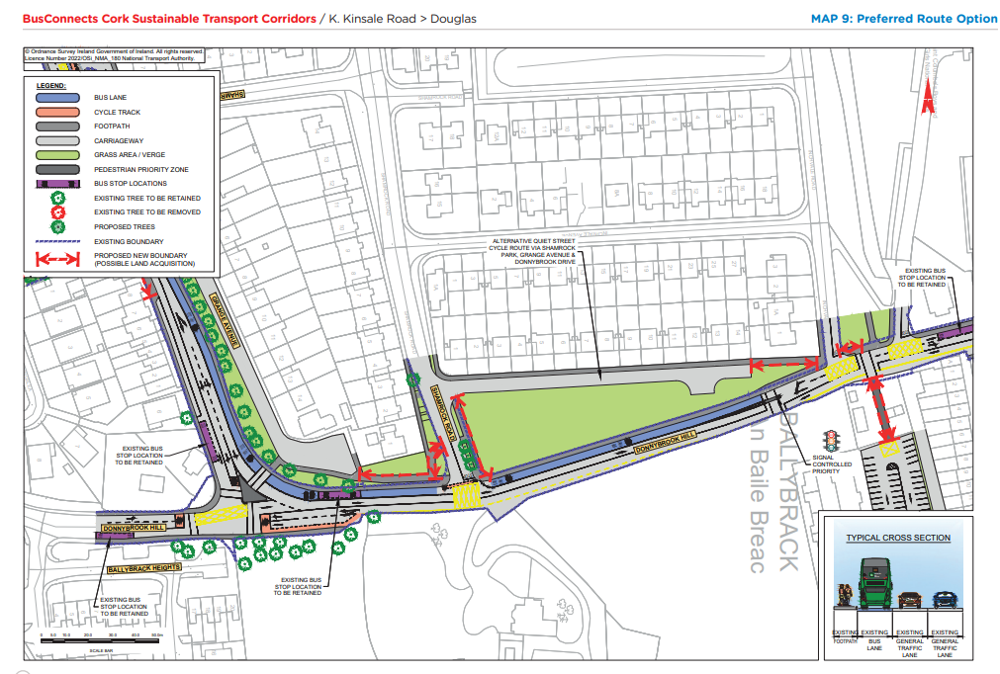 BusConnects Cork Sustainable Transport Corridors / K. Kinsale Road > Douglas
MAP 9: Preferred Route Option
© Ordnance Survey Ireland Government of Ireland. All rights reserved.
Licence Number 2022/OSi_NMA_180 National Transport Authority.
LEGEND:
BUS LANE
CYCLE TRACK
FOOTPATH
CARRIAGEWAY
GRASS AREA / VERGE
PEDESTRIAN PRIORITY ZONE
BUS STOP LOCATIONS
EXISTING TREE TO BE RETAINED
EXISTING TREE TO BE REMOVED
PROPOSED TREES
EXISTING BOUNDARY
PROPOSED NEW BOUNDARY
(POSSIBLE LAND ACQUISITION)
ALTERNATIVE QUIET STREET
CYCLE ROUTE VIA SHAMROCK
PARK, GRANGE AVENUE &
DONNYBROOK DRIVE
EXISTING BUS
STOP LOCATION
TO BE RETAINED
GRANGE AVENUE
SHAMROCK ROAD
DONNYBROOK HILL
EXISTING BUS
STOP LOCATION
TO BE RETAINED
SIGNAL
CONTROLLED
PRIORITY
BALLYBRACK
n Baile Breac
DONNYBROOK HILL
BALLYBRACK HEIGHTS
EXISTING BUS
STOP LOCATION
TO BE RETAINED
EXISTING BUS
STOP LOCATION
TO BE RETAINED
SCALE BAR
TYPICAL CROSS SECTION
EXISTING
FOOTPATH
EXISTING
BUS
LANE
EXISTING
GENERAL
TRAFFIC
LANE
EXISTING
GENERAL
TRAFFIC
LANE